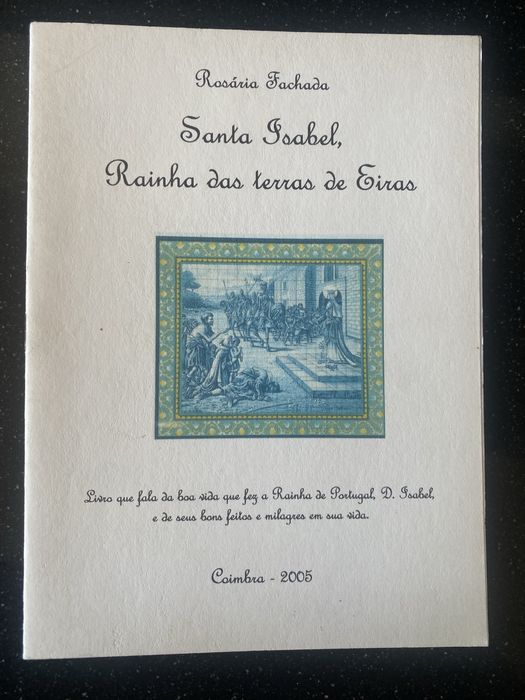 Rosária Fachada
Santa Isabel,
Rainha das terras de Eiras
Livro que fala da boa vida que fez a Rainha de Portugal, D. Isabel,
e de seus bons feitos e milagres em sua vida.
Coimbra - 2005